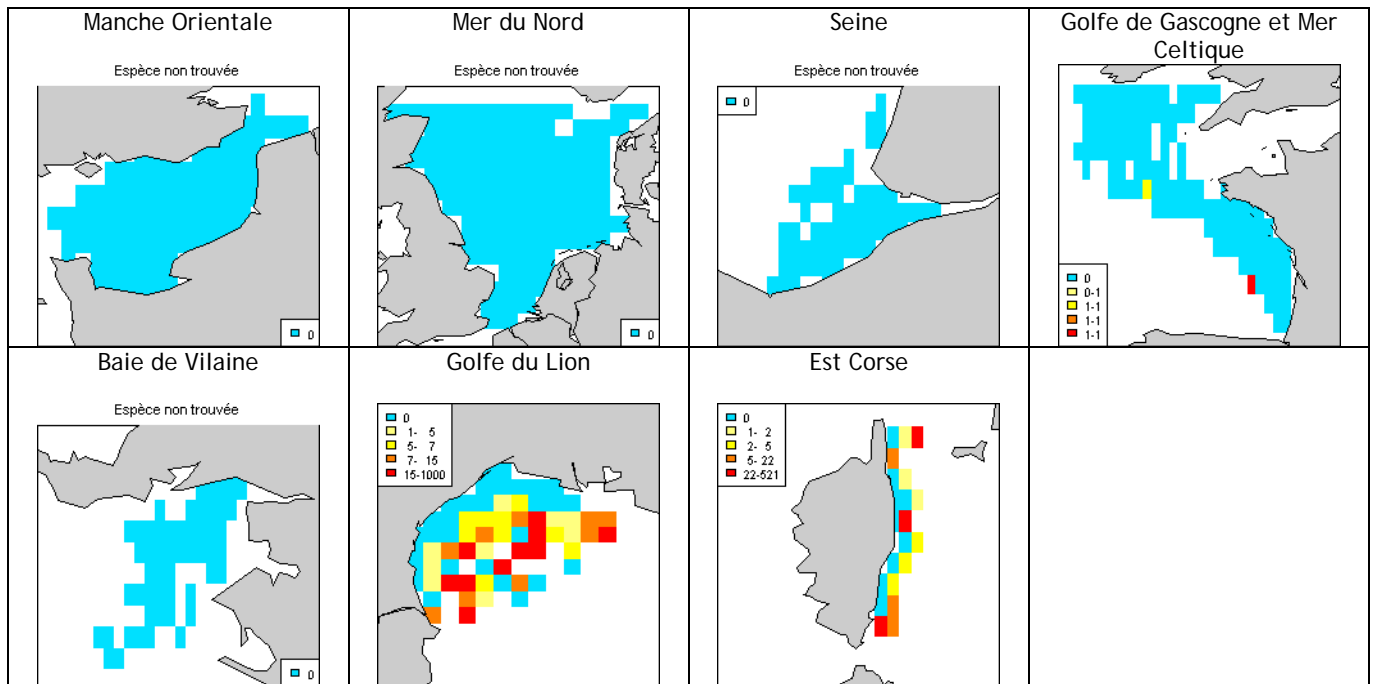 Manche Orientale
Espèce non trouvée
0
Mer du Nord
Espèce non trouvée
0
Seine
Espèce non trouvée
0
Golfe de Gascogne et Mer
Celtique
0
0-1
1-1
1-1
1-1
Baie de Vilaine
Espèce non trouvée
0
Golfe du Lion
0
1- 5
5- 7
7- 15
15-1000
Est Corse
0
1- 2
2- 5
5- 22
22-521